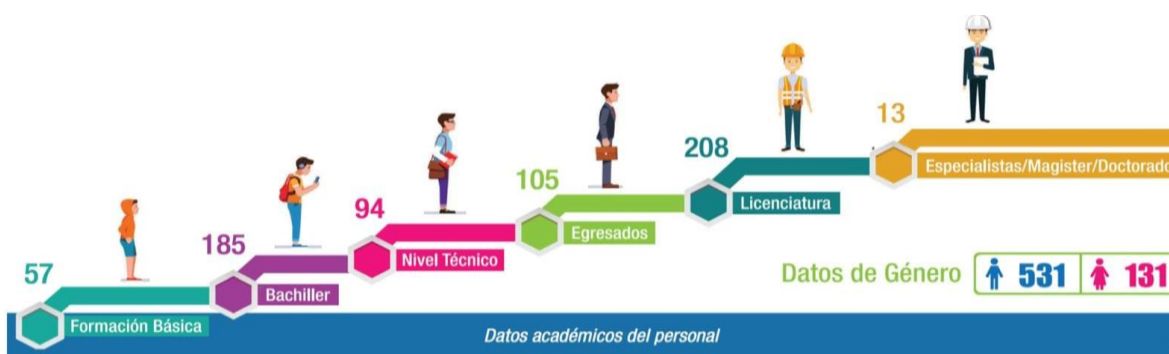 57
Formación Básica
185
Bachiller
94
Nivel Técnico
105
Egresados
208
Licenciatura
13
Especialistas/Magister/Doctorado
Datos de Género 531 131
Datos académicos del personal